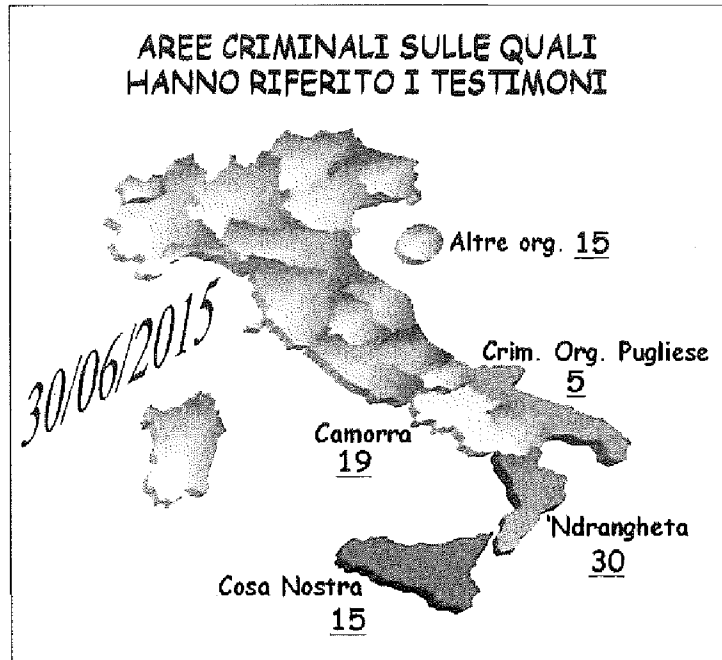 AREE CRIMINALI SULLE QUALI
HANNO RIFERITO I TESTIMONI
Altre org. 15
30/06/2015
Crim. Org. Pugliese
5
Camorra
19
'Ndrangheta
30
Cosa Nostra
15